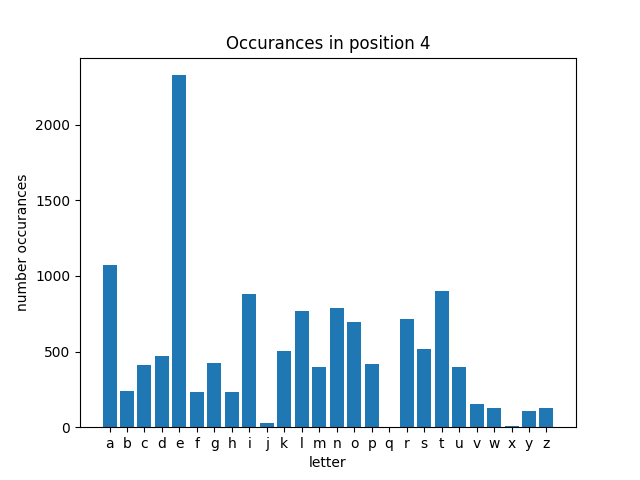 Occurances in position 4
number occurances
2000
1500
1000
500
0
a b c d e f g h i j k l m n o p q r s t u v w x y z
letter